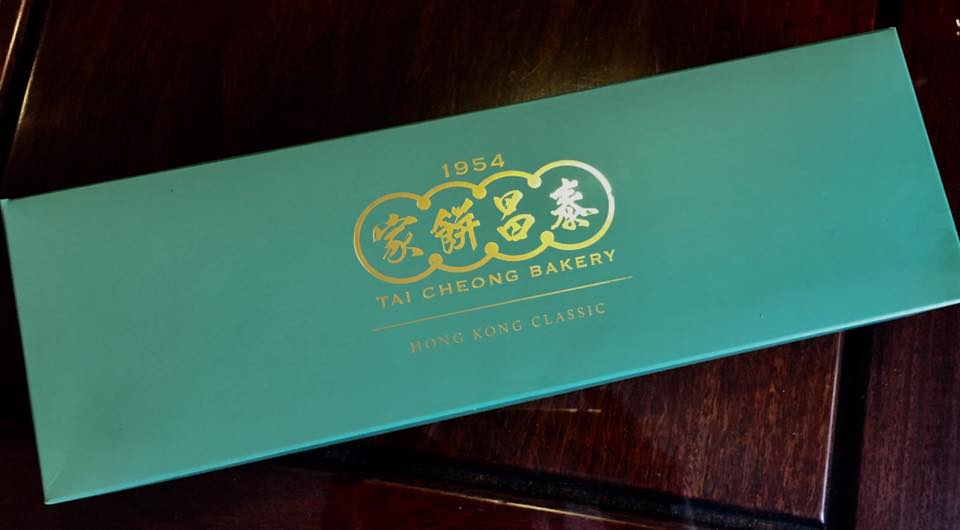 1954
泰昌餅家
TAI CHEONG BAKERY
HONG KONG CLASSIC